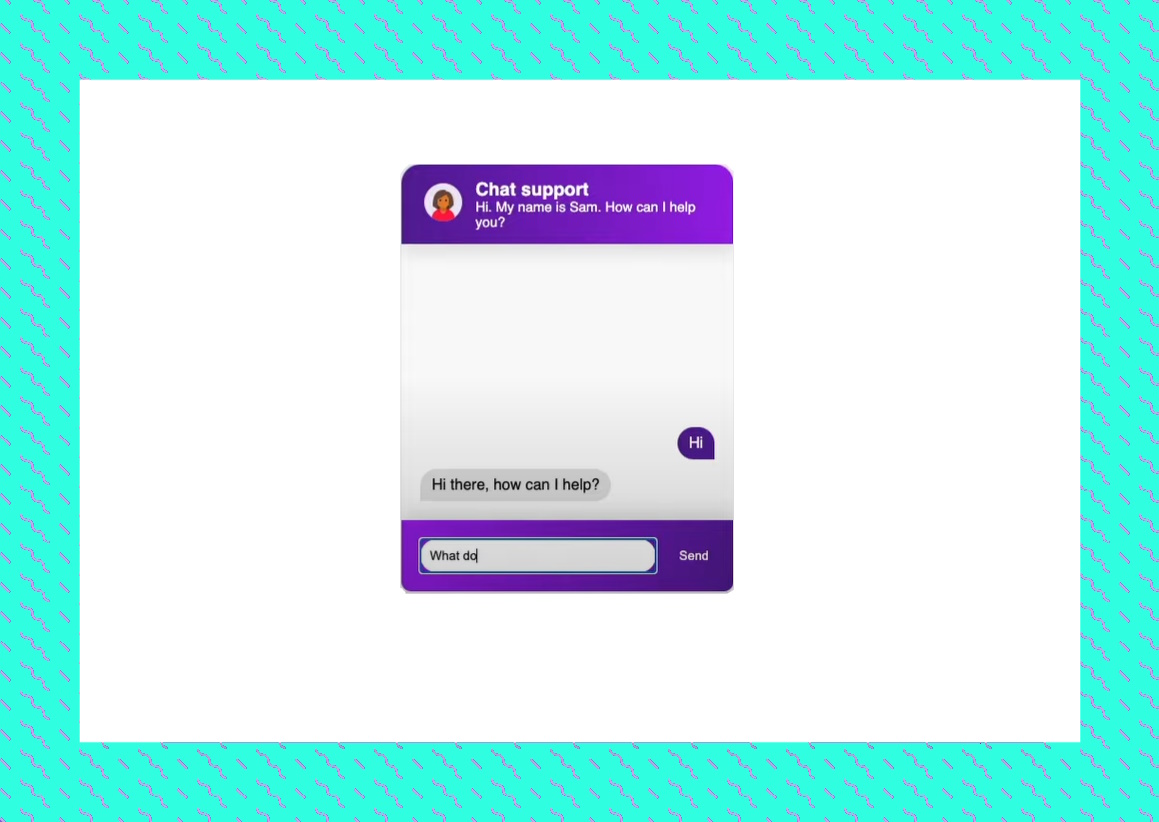 Chat support
Hi. My name is Sam. How can I help
you?
Hi
Hi there, how can I help?
What do
Send